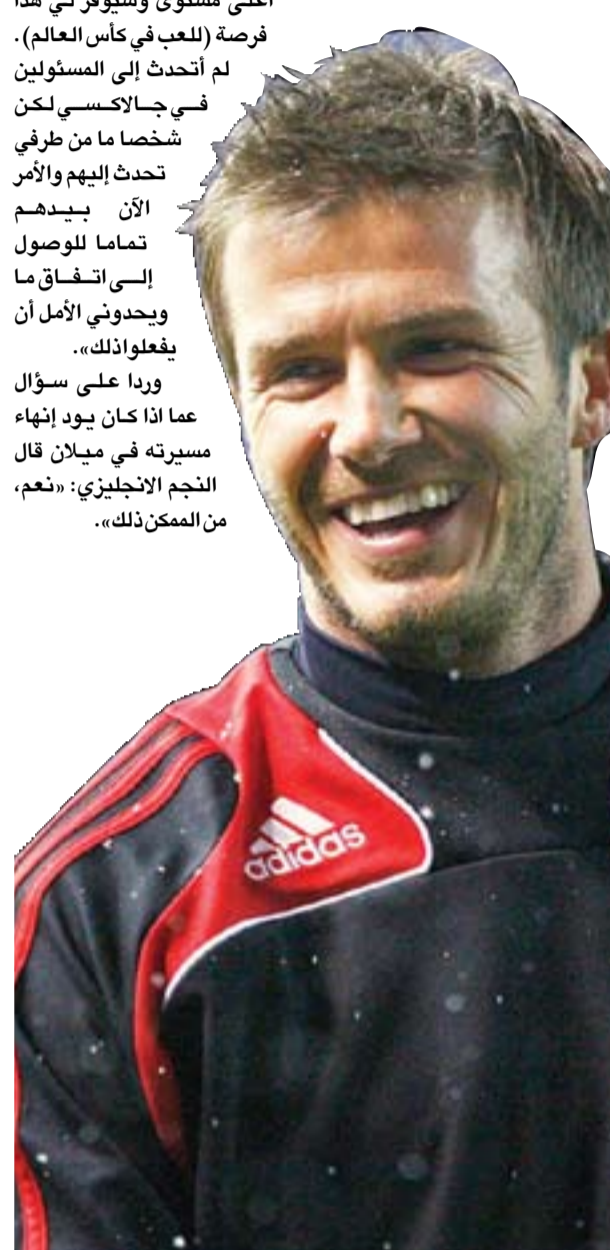 أعلى مستوى وسيوفر لي هذا
فرصة (للعب في كأس العالم).
لم أتحدث إلى المسئولين
في جالاكسي لكن
شخصا ما من طرفي
تحدث إليهم والأمر
الآن بيدهم
تماما للوصول
إلى اتفاق ما
ويحدوني الأمل أن
يفعلوا ذلك».
وردا على سؤال
عما اذا كان يود إنهاء
مسيرته في ميلان قال
النجم الانجليزي: «نعم،
من الممكن ذلك».
adidas